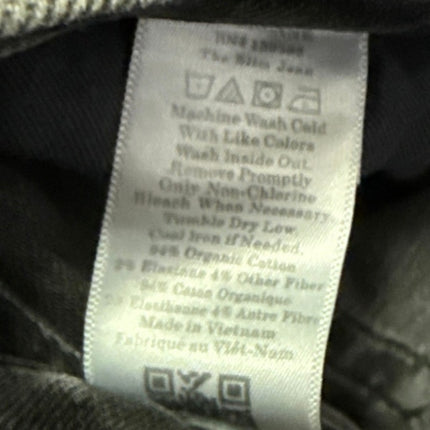 The Slim Jean
Machine Wash Cold
With Like Colors
Wash Inside Out.
Remove Promptly
Only Non-Chlorine
Bleach When Necessary.
Tumble Dry Low.
Cool Iron if Needed.
94% Organic Cotton
2% Elastane 4% Other Fiber
94% Coton Organique
2% Élasthanne 4% Autre Fibre
Made in Vietnam
Fabriqué au Viêt-Nam